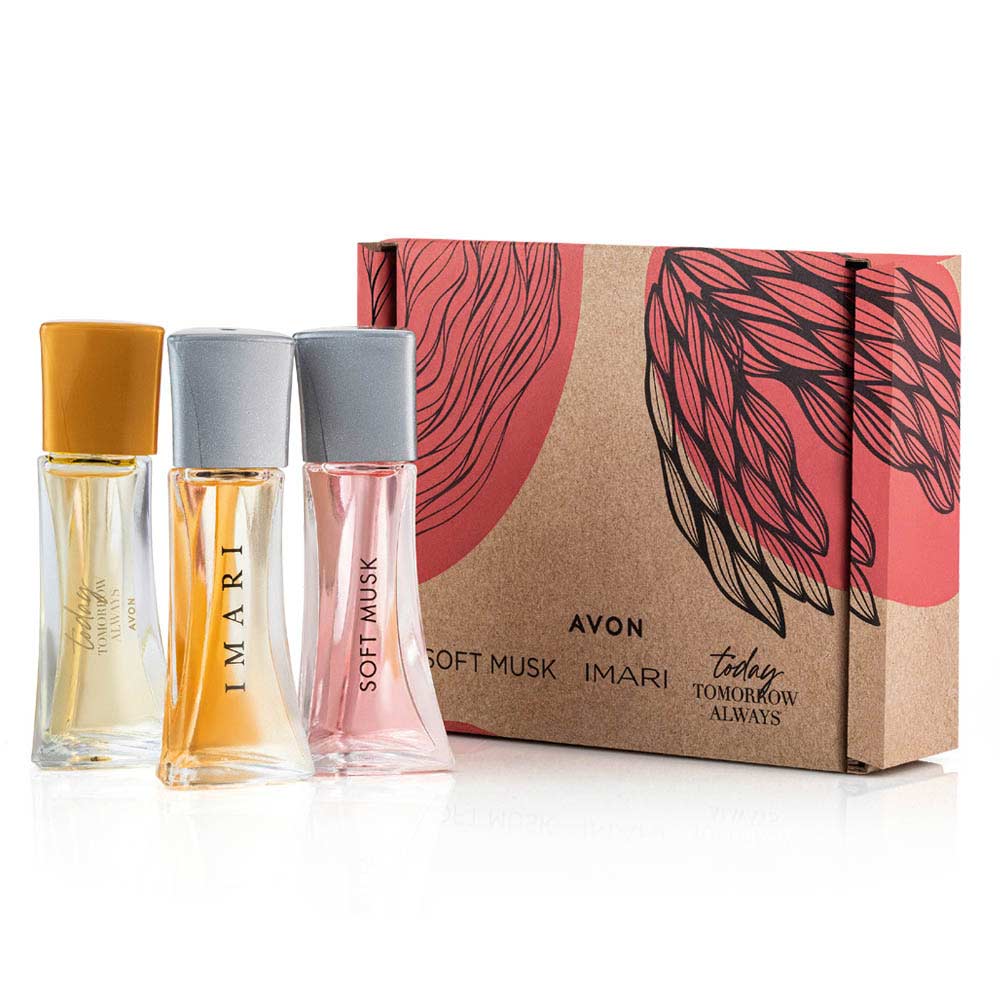 today
TOMORROW
ALWAYS
AVON
IMARI
SOFT MUSK
AVON
SOFT MUSK IMARI today
TOMORROW
ALWAYS